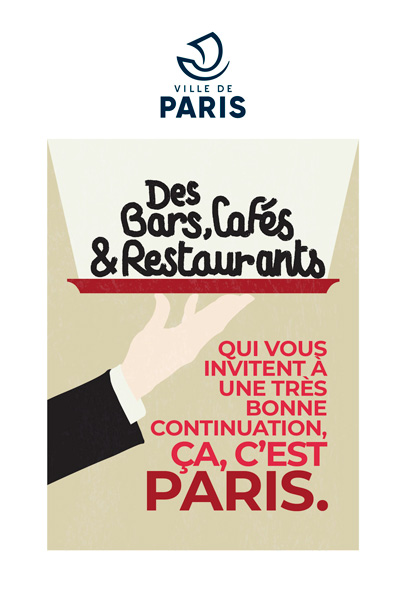 VILLE DE
PARIS
Des
Bars, Cafés
& Restaurants
QUI VOUS
INVITENT À
UNE TRÈS
BONNE
CONTINUATION,
ÇA, C'EST
PARIS.